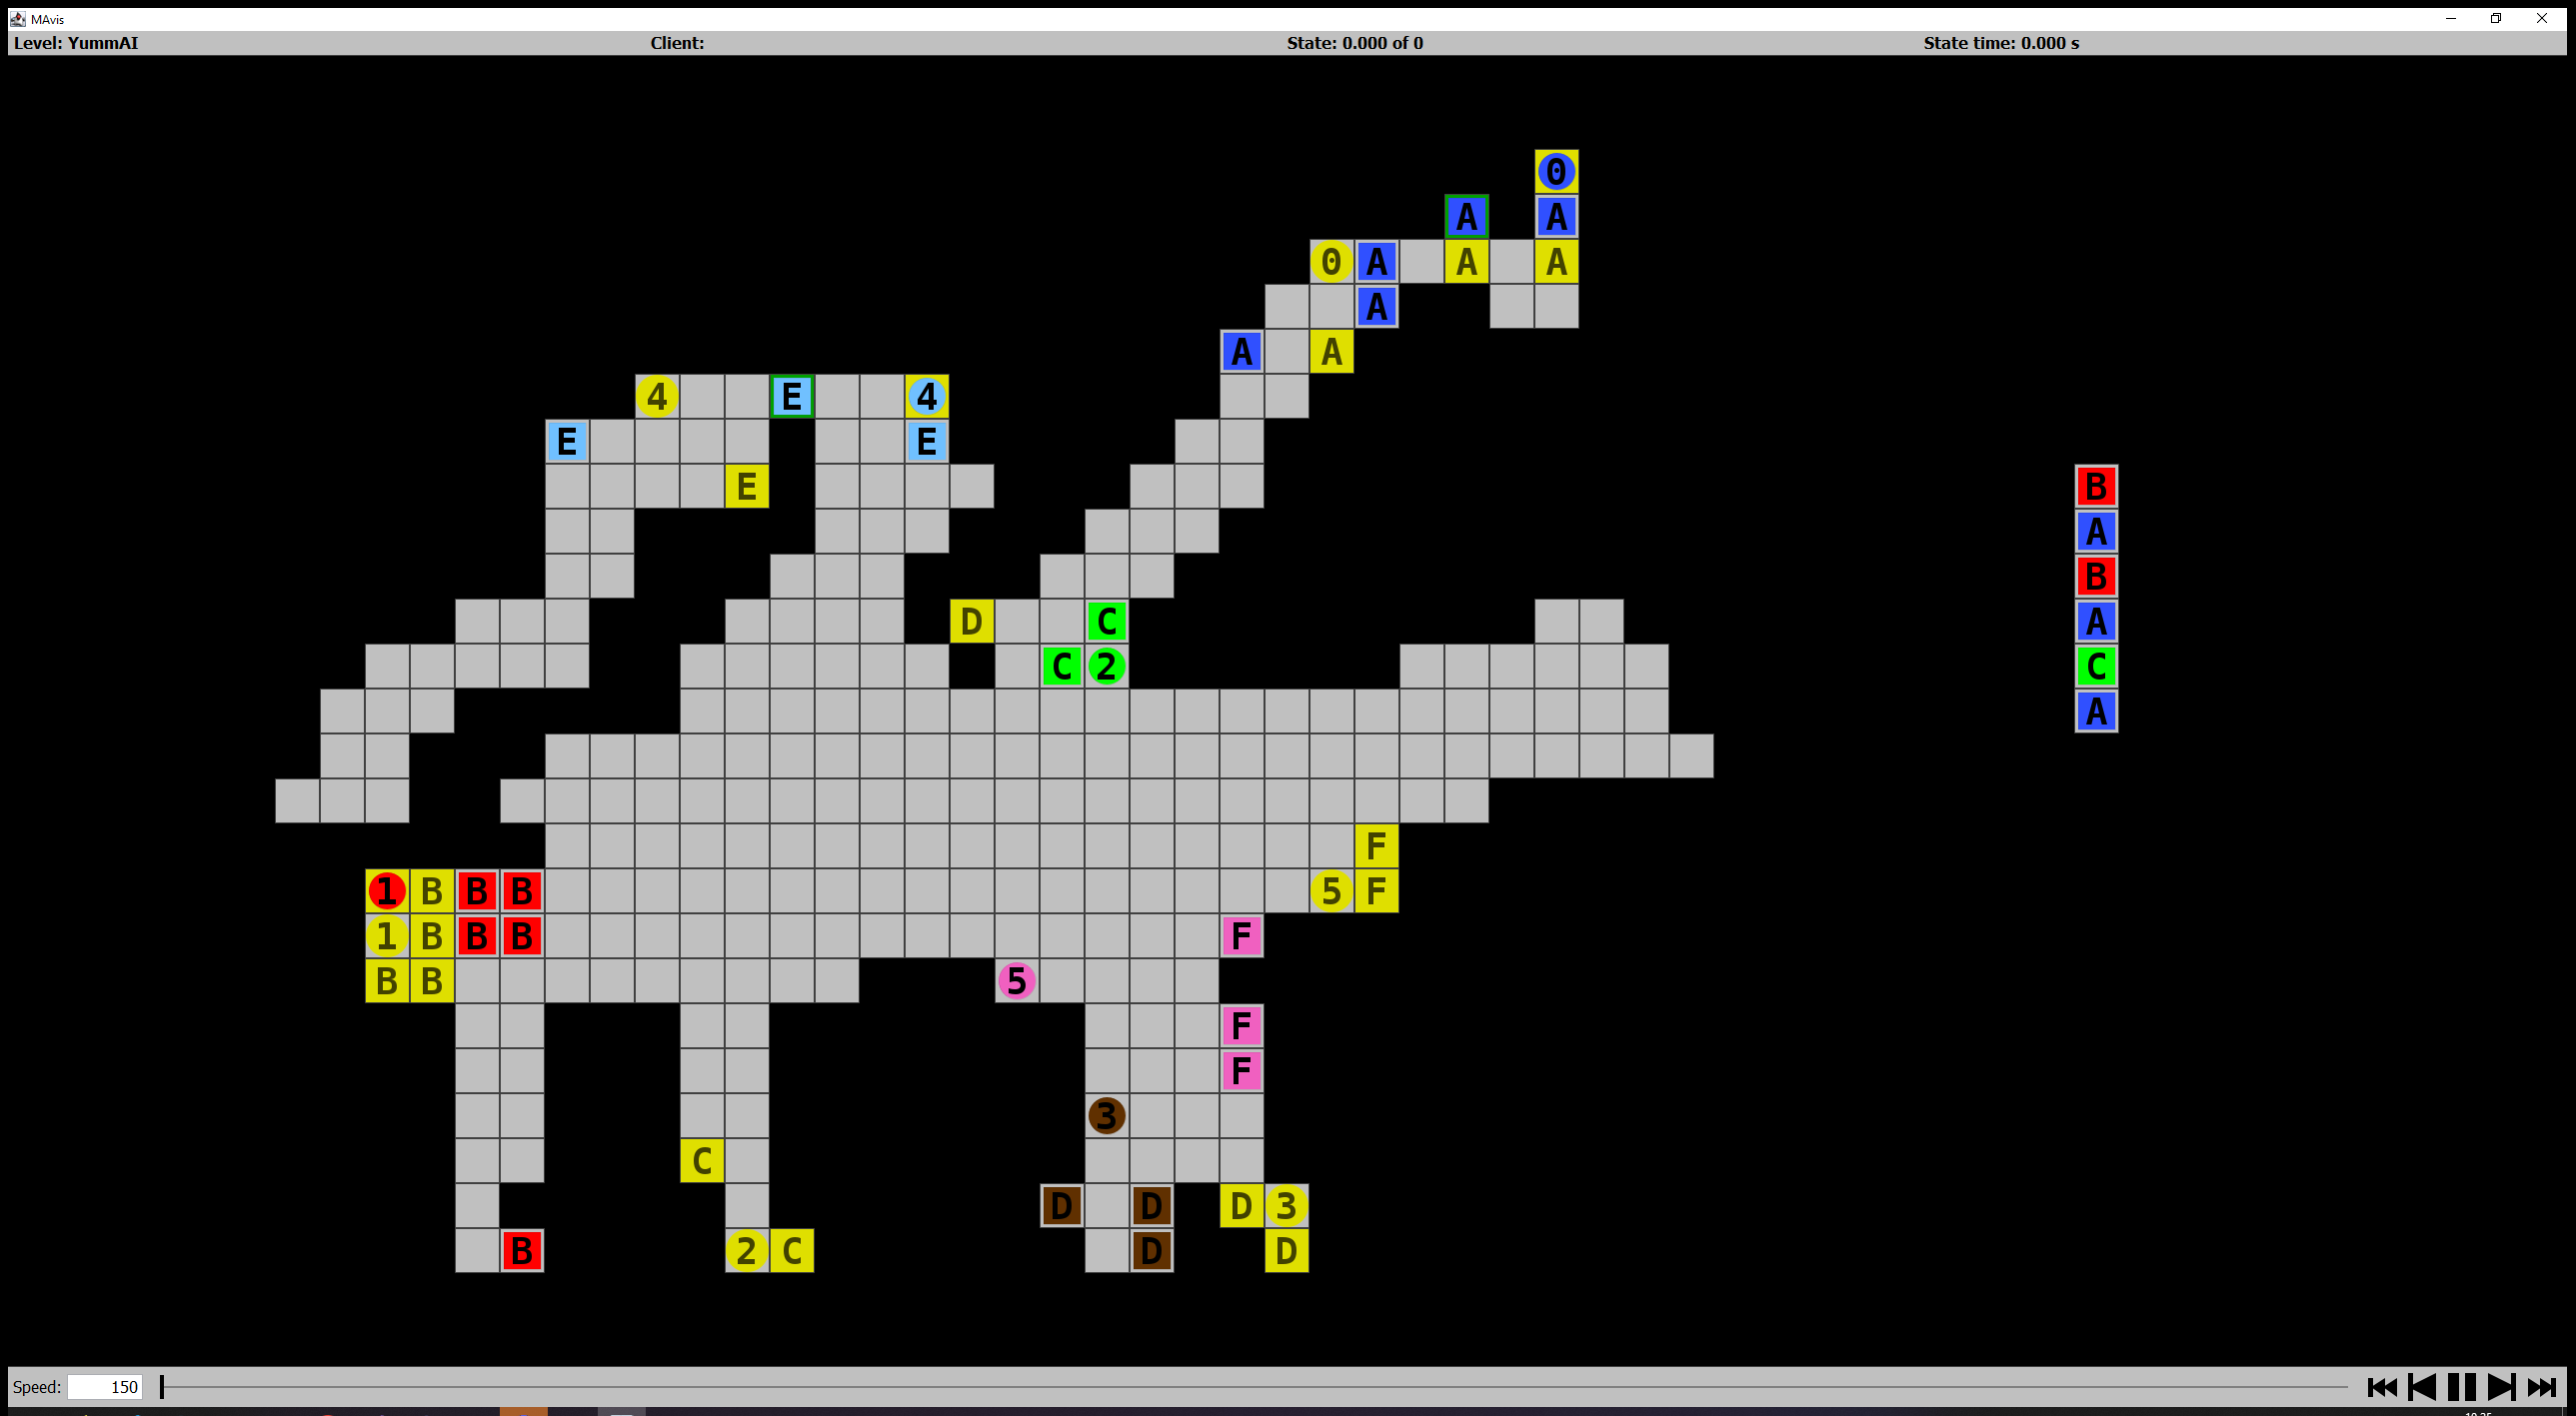 MAvis
Level: YummAI Client: State: 0.000 of 0 State time: 0.000 s
0
A A
0 A A A
A
A A
4 E 4
E E
E B
A
B
D C A
C 2 C
A
F
1 B B B 5 F
1 B B B F
B B 5
F
F
3
C
D D D 3
B 2 C D D
Speed: 150